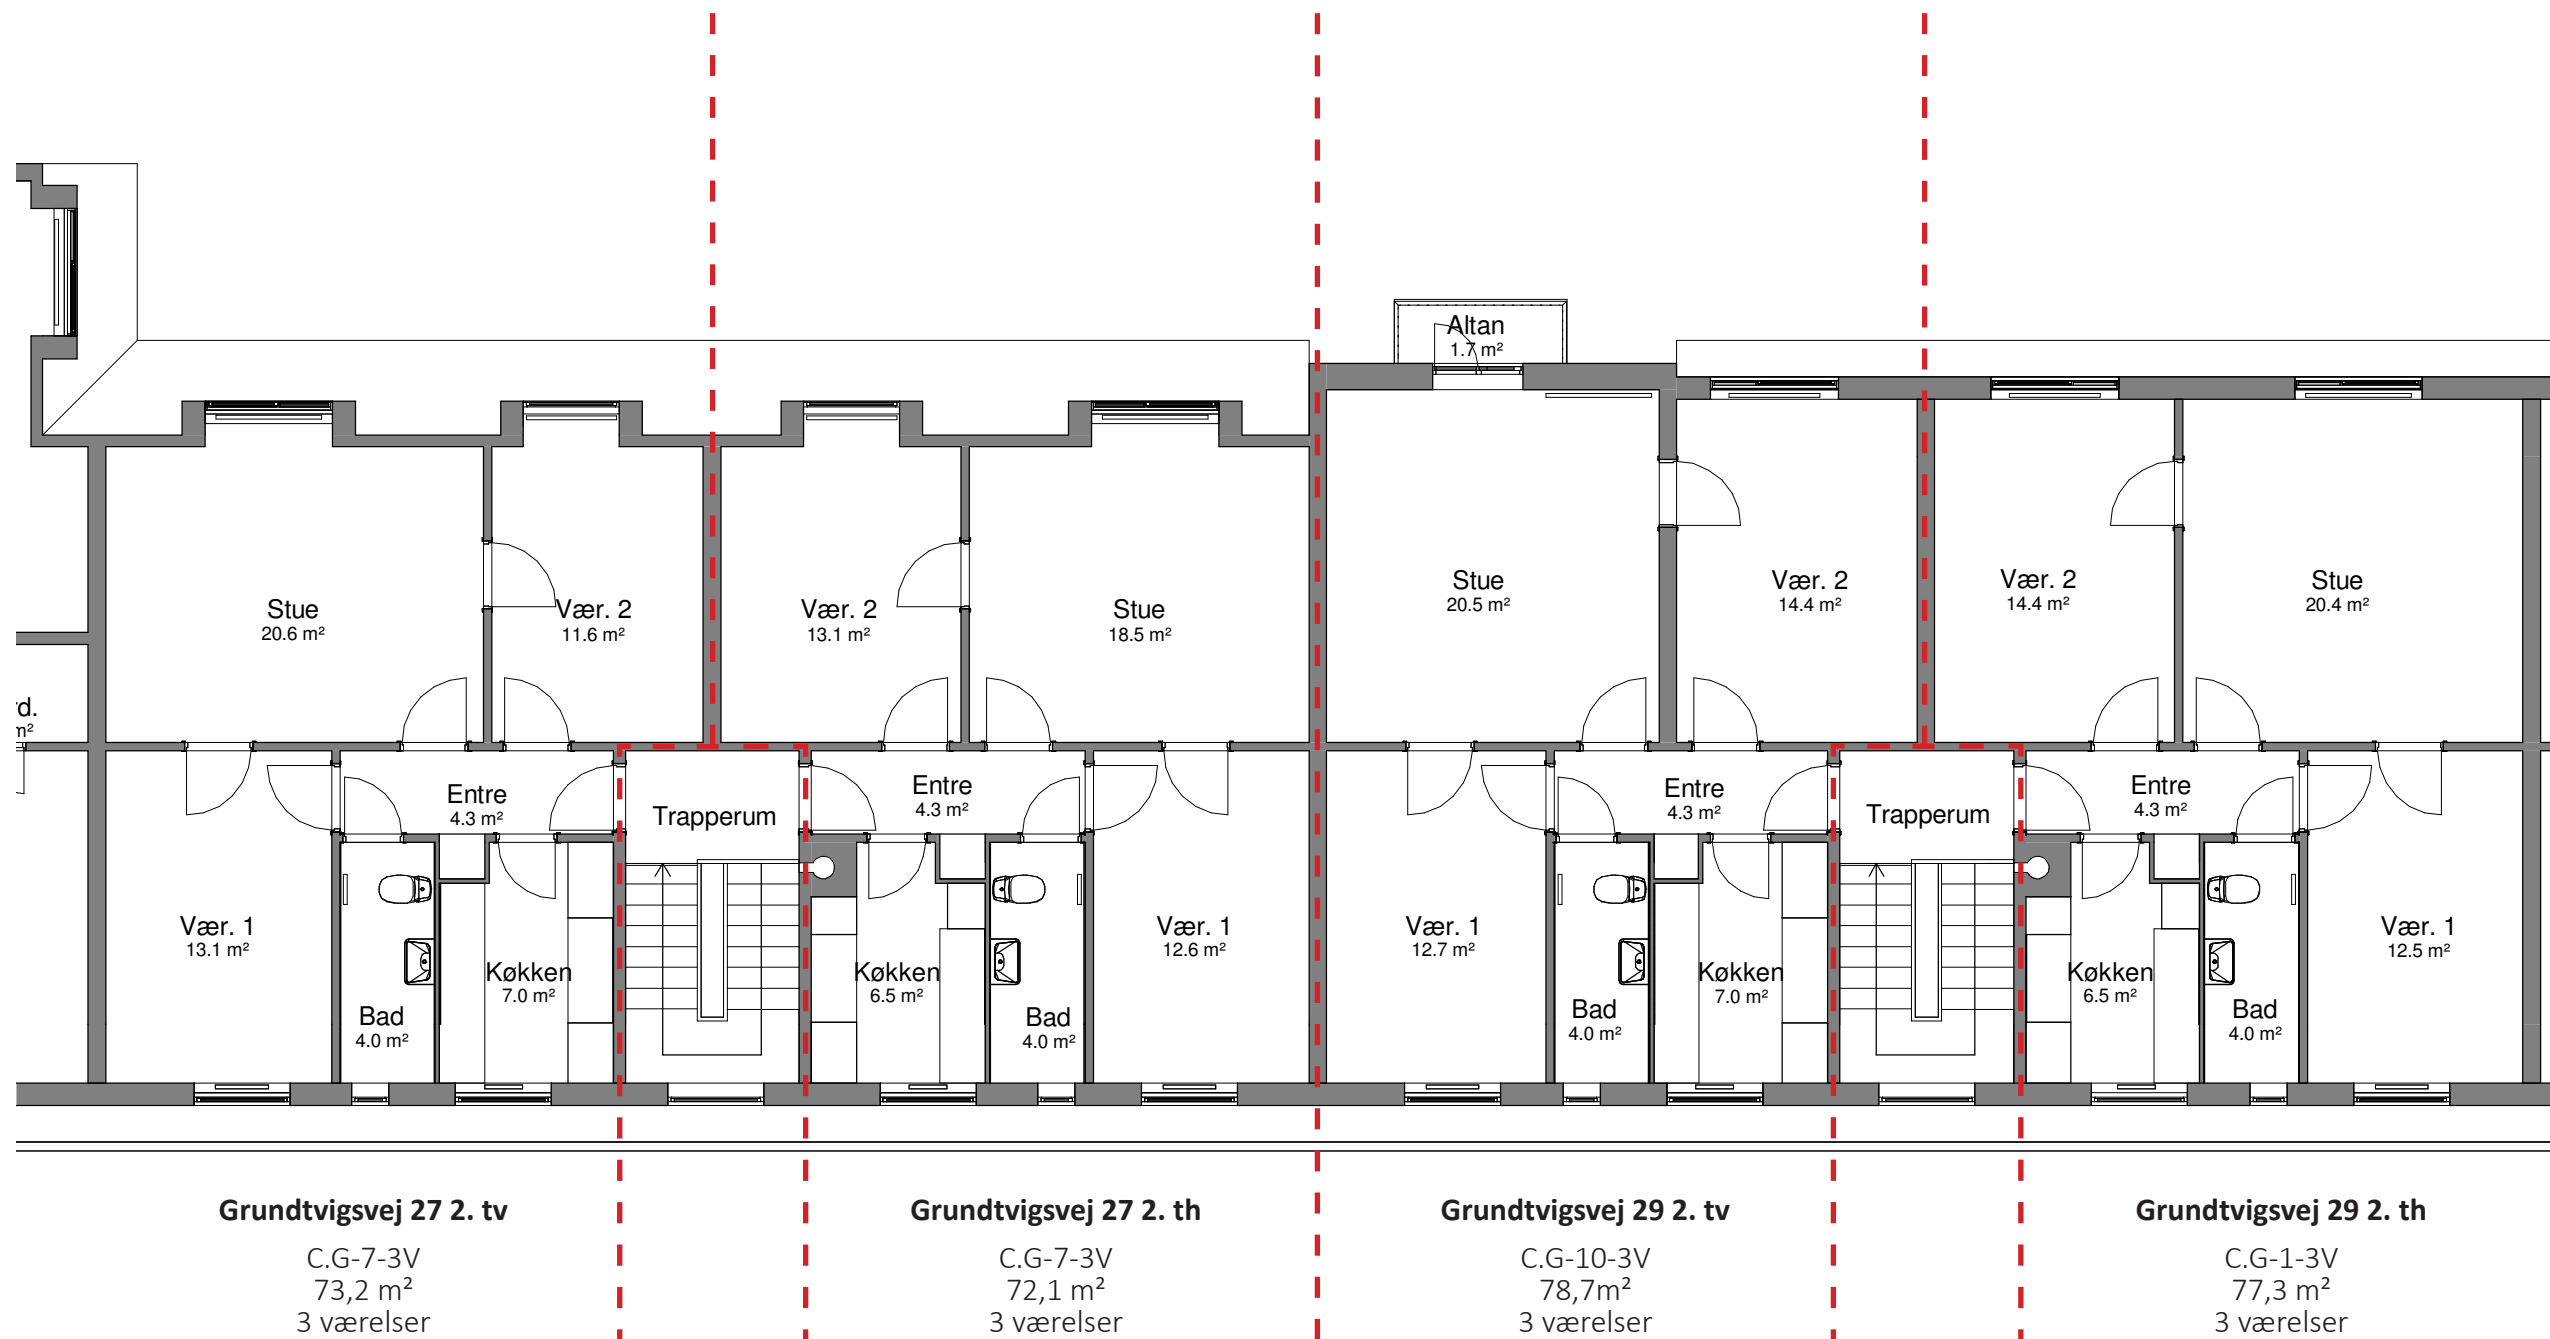 Altan
1.7 m²
Stue
20.6 m²
Vær. 2
11.6 m²
Vær. 2
13.1 m²
Stue
18.5 m²
Stue
20.5 m²
Vær. 2
14.4 m²
Vær. 2
14.4 m²
Stue
20.4 m²
rd.
m²
Entre
4.3 m²
Trapperum
Entre
4.3 m²
Entre
4.3 m²
Trapperum
Entre
4.3 m²
Vær. 1
13.1 m²
Bad
4.0 m²
Køkken
7.0 m²
Køkken
6.5 m²
Bad
4.0 m²
Vær. 1
12.6 m²
Vær. 1
12.7 m²
Bad
4.0 m²
Køkken
7.0 m²
Køkken
6.5 m²
Bad
4.0 m²
Vær. 1
12.5 m²
Grundtvigsvej 27 2. tv
C.G-7-3V
73,2 m²
3 værelser
Grundtvigsvej 27 2. th
C.G-7-3V
72,1 m²
3 værelser
Grundtvigsvej 29 2. tv
C.G-10-3V
78,7m²
3 værelser
Grundtvigsvej 29 2. th
C.G-1-3V
77,3 m²
3 værelser